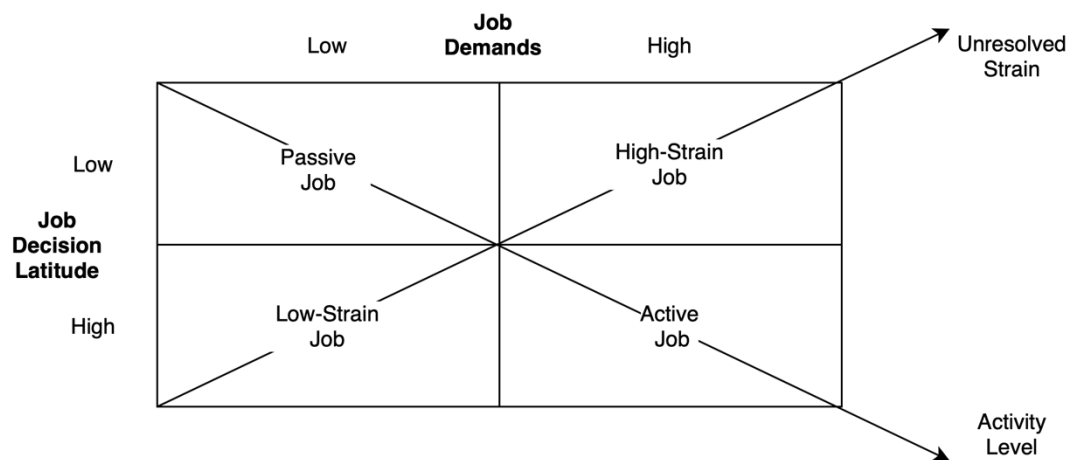 Job
Demands
Low
High
Unresolved
Strain
Low
Passive
Job
High-Strain
Job
Job
Decision
Latitude
High
Low-Strain
Job
Active
Job
Activity
Level